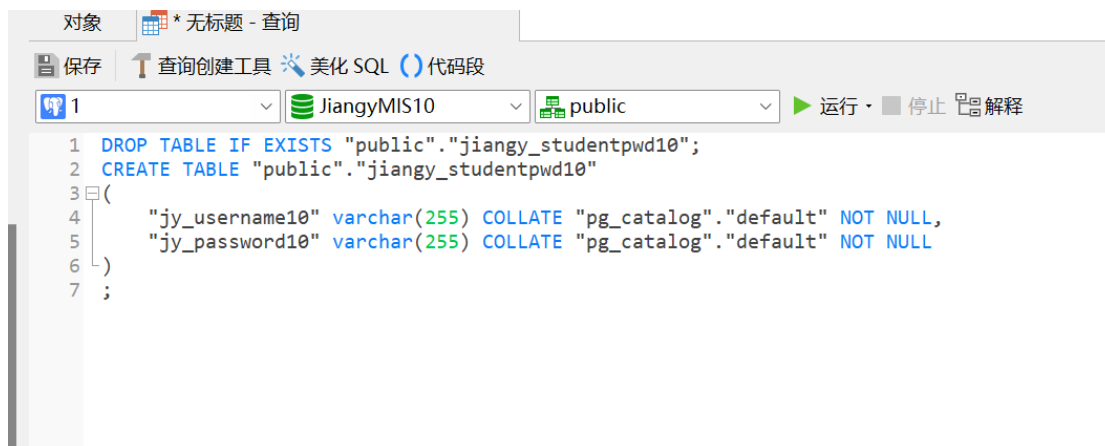 对象 * 无标题 - 查询
保存 查询创建工具 美化 SQL () 代码段
1 JiangyMIS10 public 运行 · 停止 解释
1 DROP TABLE IF EXISTS "public"."jiangy_studentpwd10";
2 CREATE TABLE "public"."jiangy_studentpwd10"
3 (
4 "jy_username10" varchar(255) COLLATE "pg_catalog"."default" NOT NULL,
5 "jy_password10" varchar(255) COLLATE "pg_catalog"."default" NOT NULL
6 )
7 ;